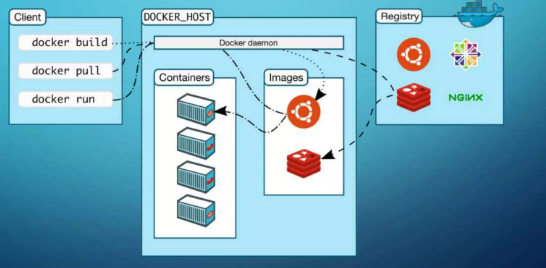 Client
docker build
docker pull
docker run
DOCKER_HOST
Docker daemon
Containers
Images
Registry
NGINX